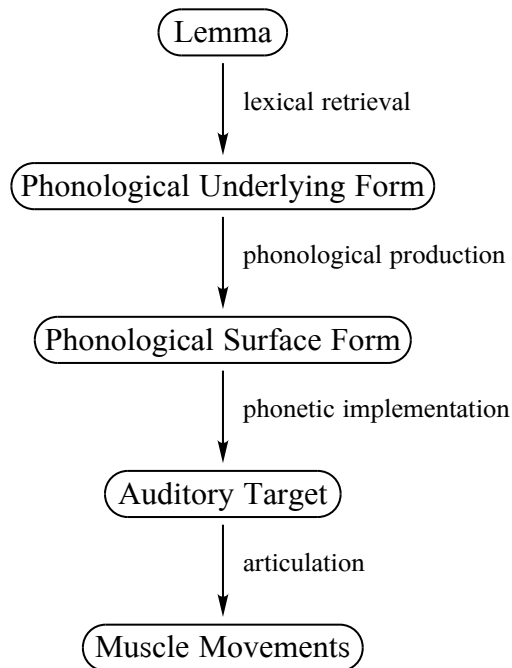 Lemma
lexical retrieval
Phonological Underlying Form
phonological production
Phonological Surface Form
phonetic implementation
Auditory Target
articulation
Muscle Movements